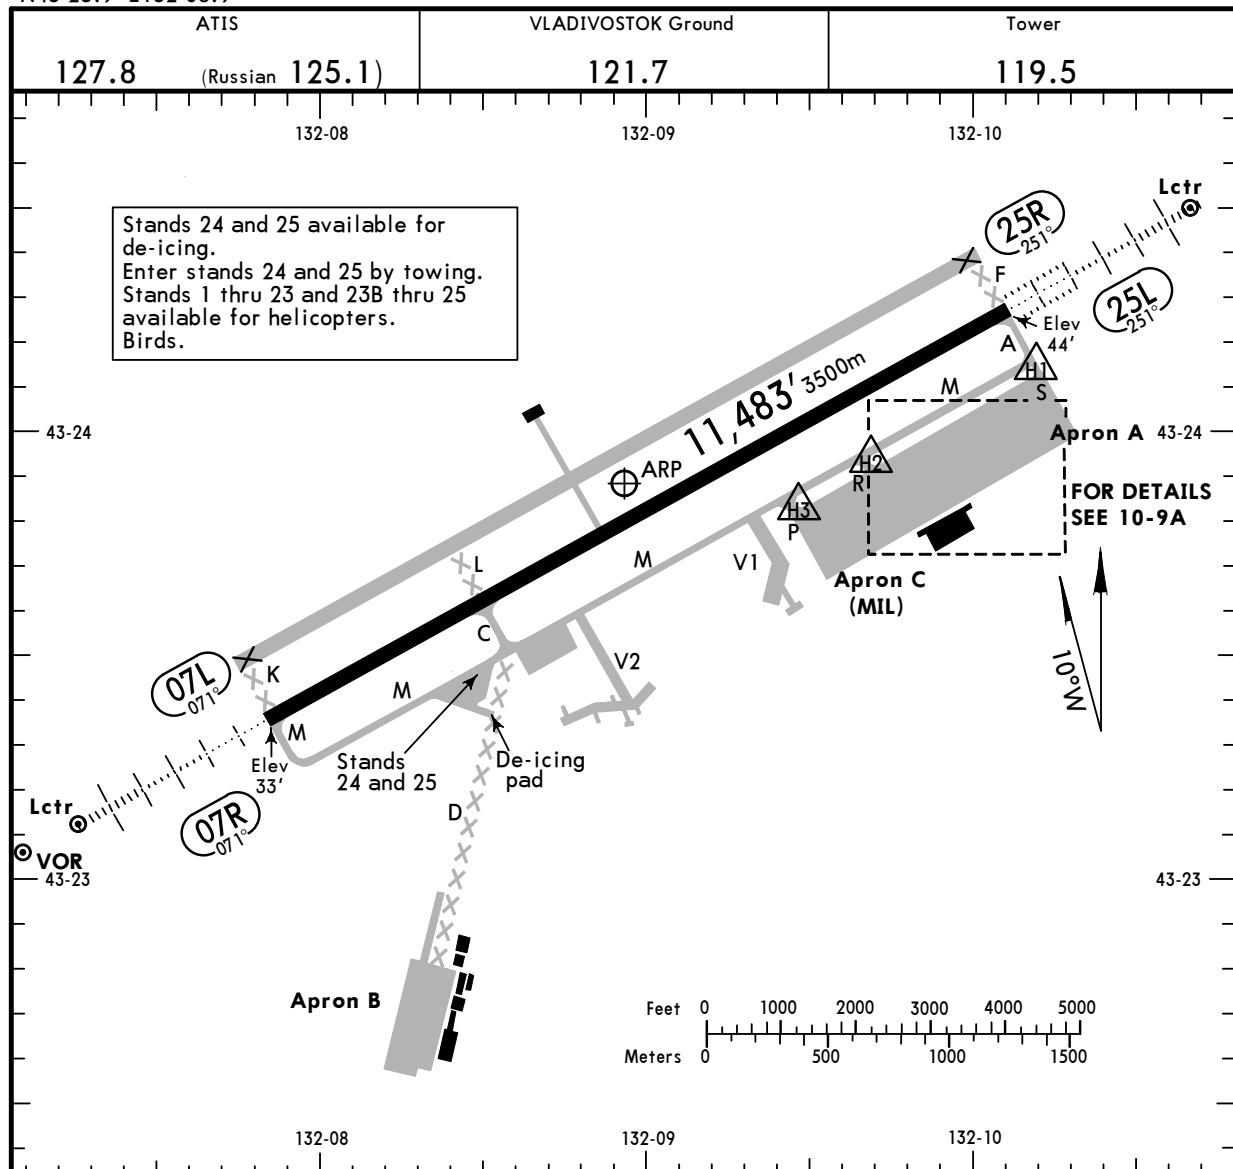 ATIS
VLADIVOSTOK Ground
Tower
127.8 (Russian 125.1)
121.7
119.5
132-08
132-09
132-10
Lctr
Stands 24 and 25 available for
de-icing.
Enter stands 24 and 25 by towing.
Stands 1 thru 23 and 23B thru 25
available for helicopters.
Birds.
25R
251°
F
25L
251°
Elev
44'
A
H1
S
M
11,483' 3500m
43-24
Apron A 43-24
ARP
H2
R
H3
P
FOR DETAILS
SEE 10-9A
L
M
V1
Apron C
(MIL)
C
V2
10°W
K
07L
071°
M
M
Elev
33'
Stands
24 and 25
De-icing
pad
Lctr
07R
071°
D
VOR
43-23
43-23
Apron B
Feet 0 1000 2000 3000 4000 5000
Meters 0 500 1000 1500
132-08
132-09
132-10